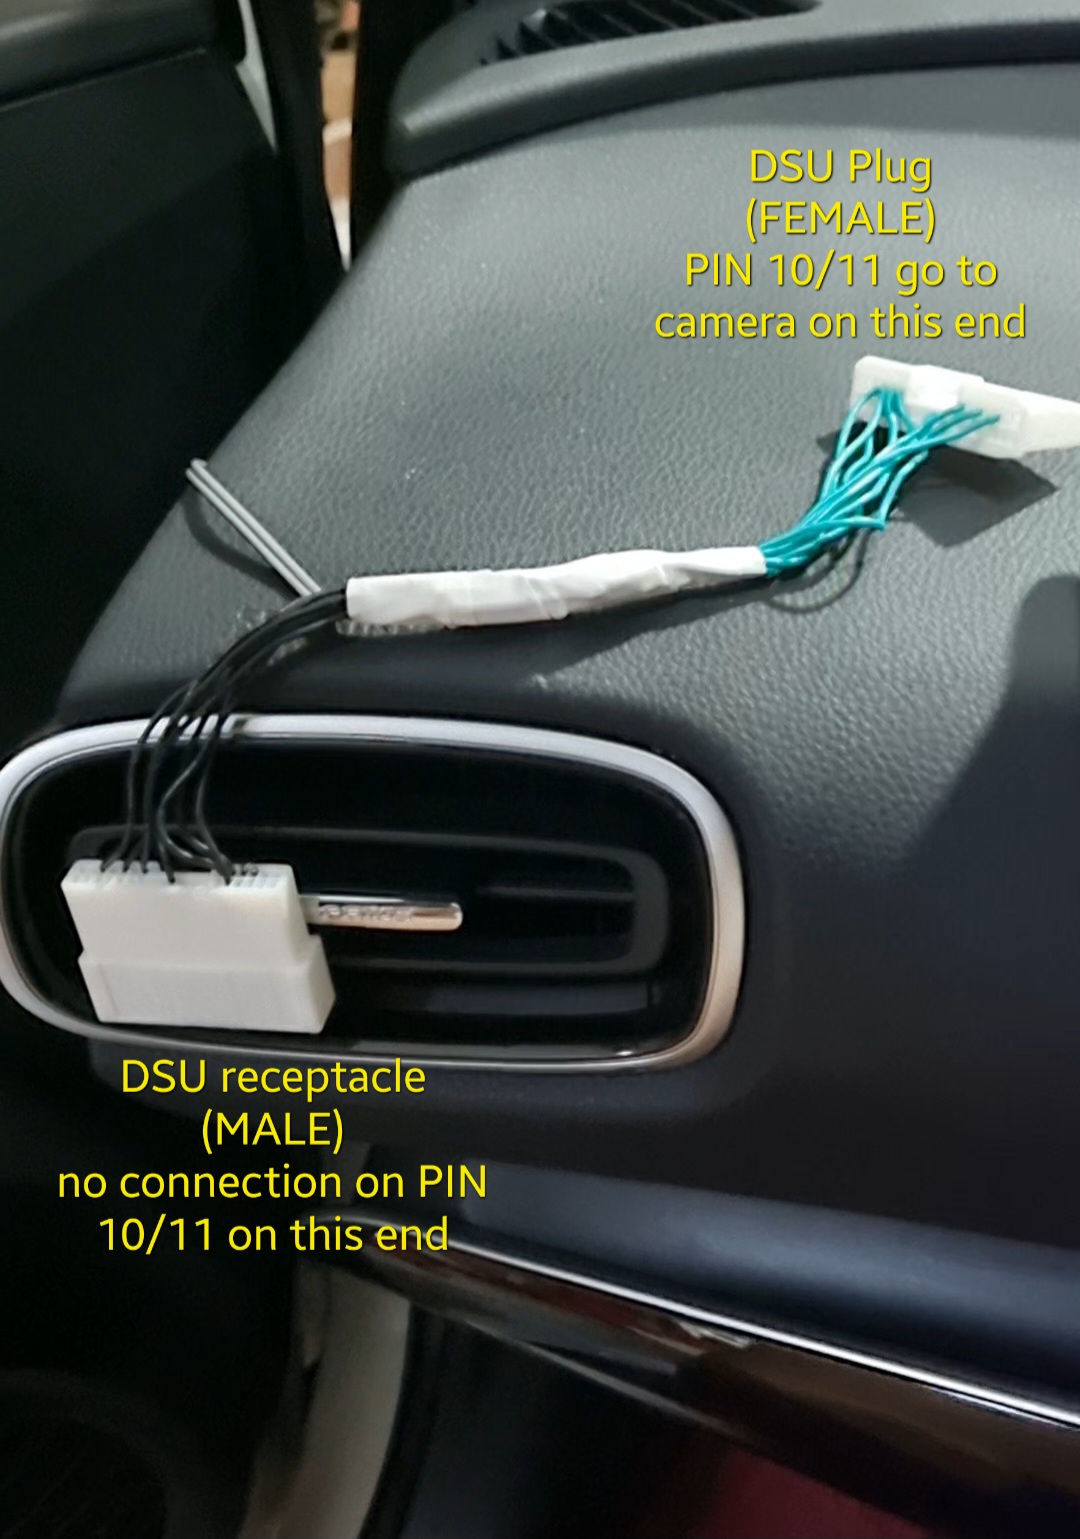 DSU Plug
(FEMALE)
PIN 10/11 go to
camera on this end
DSU receptacle
(MALE)
no connection on PIN
10/11 on this end